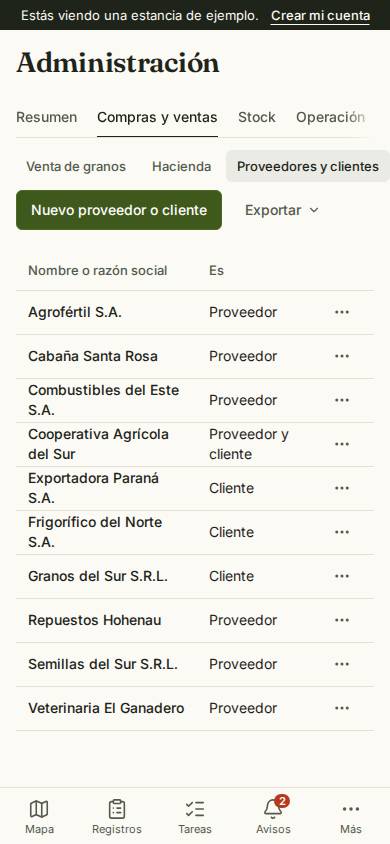 Estás viendo una estancia de ejemplo. Crear mi cuenta
Administración
Resumen Compras y ventas Stock Operación
Venta de granos Hacienda Proveedores y clientes
Nuevo proveedor o cliente Exportar
Nombre o razón social Es
Agrofértil S.A. Proveedor
Cabaña Santa Rosa Proveedor
Combustibles del Este
S.A. Proveedor
Cooperativa Agrícola
del Sur Proveedor y
cliente
Exportadora Paraná
S.A. Cliente
Frigorífico del Norte
S.A. Cliente
Granos del Sur S.R.L. Cliente
Repuestos Hohenau Proveedor
Semillas del Sur S.R.L. Proveedor
Veterinaria El Ganadero Proveedor
2
Mapa Registros Tareas Avisos Más